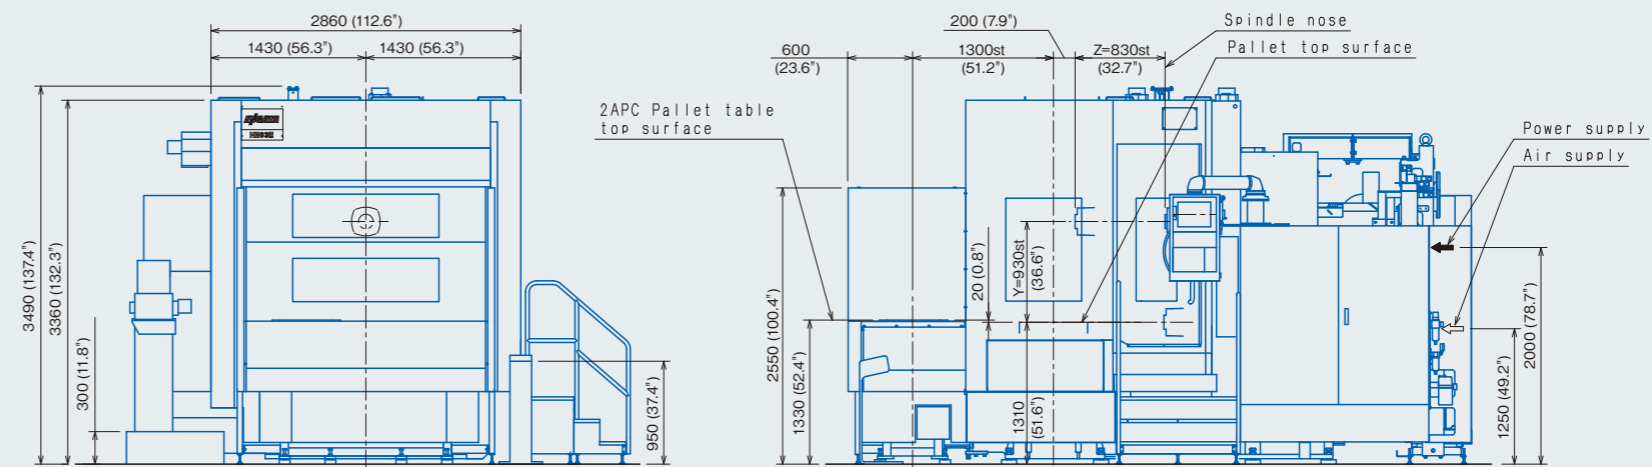 2860 (112.6")
1430 (56.3")
1430 (56.3")
3490 (137.4")
3360 (132.3")
300 (11.8")
950 (37.4")
200 (7.9")
Spindle nose
600
(23.6")
1300st
(51.2")
Z=830st
(32.7")
Pallet top surface
2APC Pallet table
top surface
Power supply
Air supply
20 (0.8")
Y=930st
(36.6")
2550 (100.4")
1330 (52.4")
1310
(51.6")
2000 (78.7")
1250 (49.2")